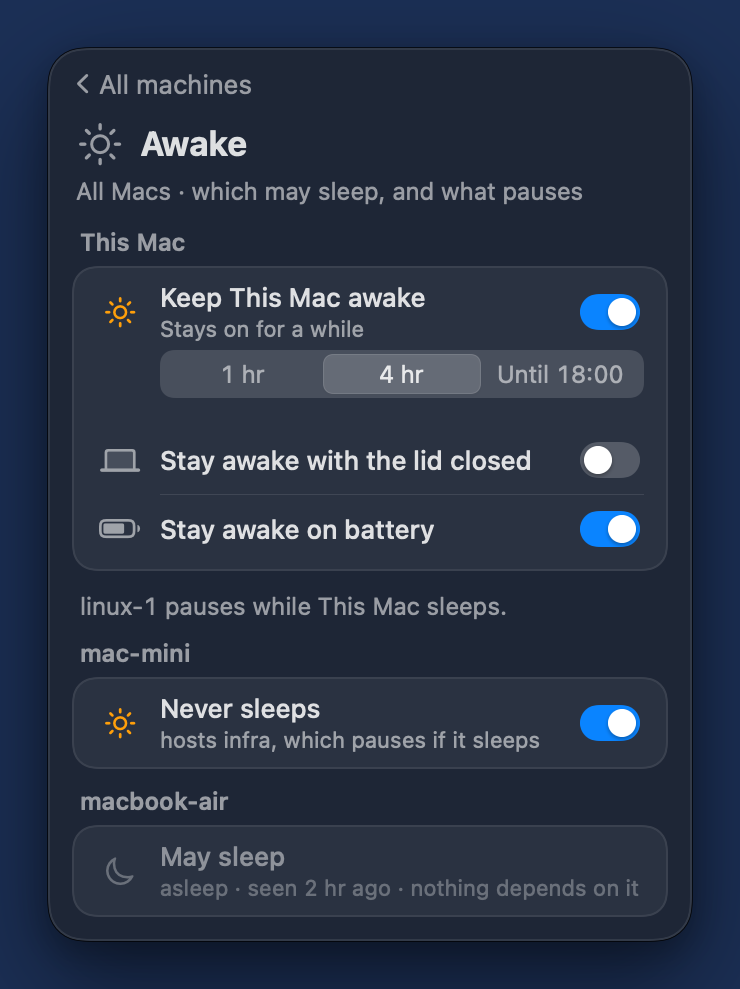 All machines
Awake
All Macs · which may sleep, and what pauses
This Mac
Keep This Mac awake
Stays on for a while
1 hr
4 hr
Until 18:00
Stay awake with the lid closed
Stay awake on battery
linux-1 pauses while This Mac sleeps.
mac-mini
Never sleeps
hosts infra, which pauses if it sleeps
macbook-air
May sleep
asleep · seen 2 hr ago · nothing depends on it